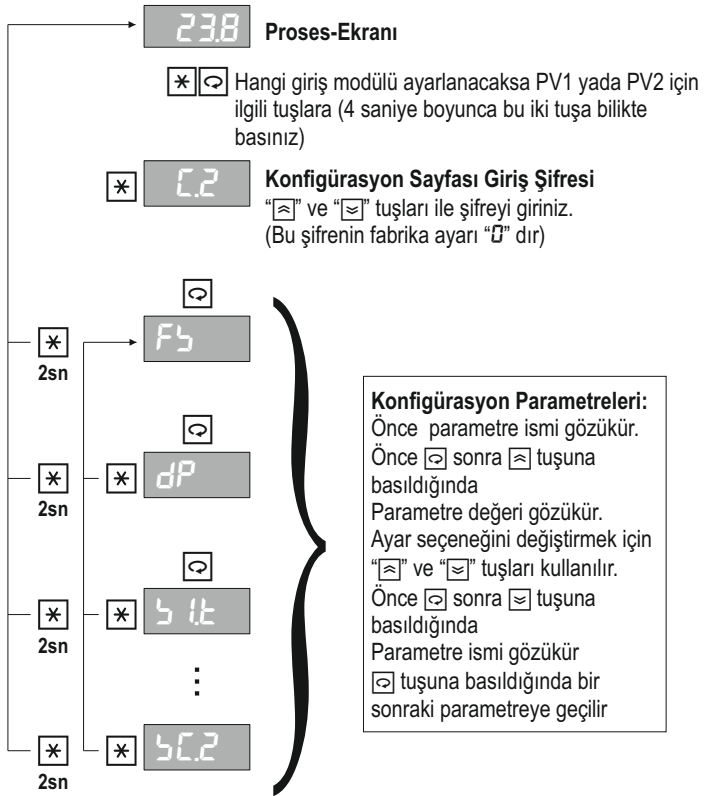 23.8 Proses-Ekranı
Hangi giriş modülü ayarlanacaksa PV1 yada PV2 için
ilgili tuşlara (4 saniye boyunca bu iki tuşa bilikte
basınız)
C.2 Konfigürasyon Sayfası Giriş Şifresi
“ ” ve “ ” tuşları ile şifreyi giriniz.
(Bu şifrenin fabrika ayarı “0” dır)
FS
2sn
dP
2sn
S1.t
2sn
⋮
SC.2
2sn
Konfigürasyon Parametreleri:
Önce parametre ismi gözükür.
Önce sonra tuşuna
basıldığında
Parametre değeri gözükür.
Ayar seçeneğini değiştirmek için
“ ” ve “ ” tuşları kullanılır.
Önce sonra tuşuna
basıldığında
Parametre ismi gözükür
tuşuna basıldığında bir
sonraki parametreye geçilir